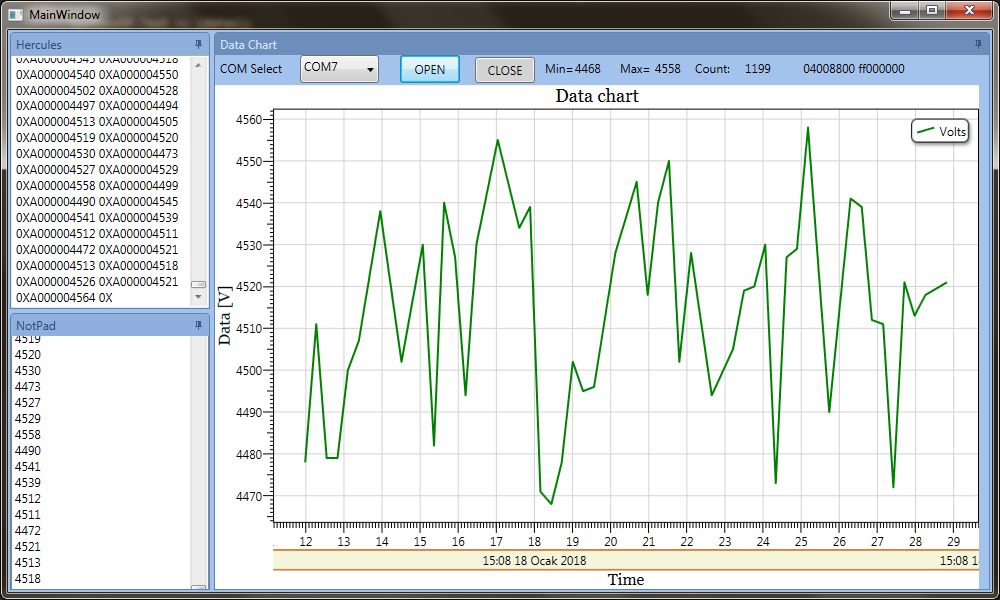 MainWindow
Hercules
0XA000004545 0XA000004518
0XA000004540 0XA000004550
0XA000004502 0XA000004528
0XA000004497 0XA000004494
0XA000004513 0XA000004505
0XA000004519 0XA000004520
0XA000004530 0XA000004473
0XA000004527 0XA000004529
0XA000004558 0XA000004499
0XA000004490 0XA000004545
0XA000004541 0XA000004539
0XA000004512 0XA000004511
0XA000004472 0XA000004521
0XA000004513 0XA000004518
0XA000004526 0XA000004521
0XA000004564 0X
NotPad
4519
4520
4530
4473
4527
4529
4558
4490
4541
4539
4512
4511
4472
4521
4513
4518
Data Chart
COM Select COM7 OPEN CLOSE Min= 4468 Max= 4558 Count: 1199 04008800 ff000000
Data chart
Volts
Data [V]
4560
4550
4540
4530
4520
4510
4500
4490
4480
4470
12 13 14 15 16 17 18 19 20 21 22 23 24 25 26 27 28 29
15:08 18 Ocak 2018 15:08 1
Time